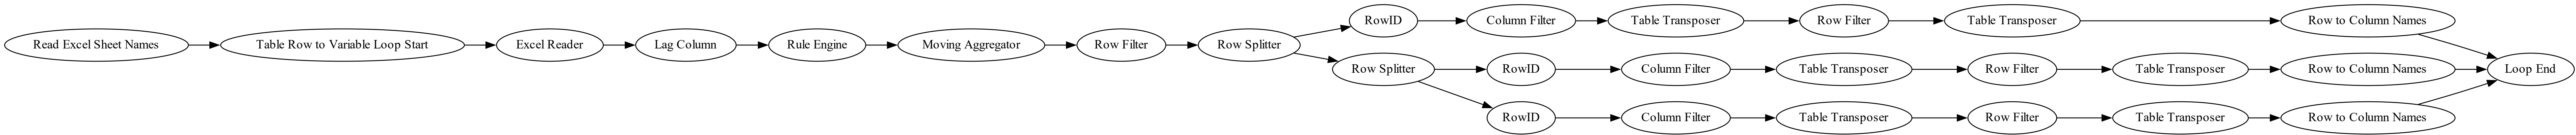 Read Excel Sheet Names
Table Row to Variable Loop Start
Excel Reader
Lag Column
Rule Engine
Moving Aggregator
Row Filter
Row Splitter
RowID
Column Filter
Table Transposer
Row Filter
Table Transposer
Row to Column Names
Row Splitter
RowID
Column Filter
Table Transposer
Row Filter
Table Transposer
Row to Column Names
Loop End
RowID
Column Filter
Table Transposer
Row Filter
Table Transposer
Row to Column Names